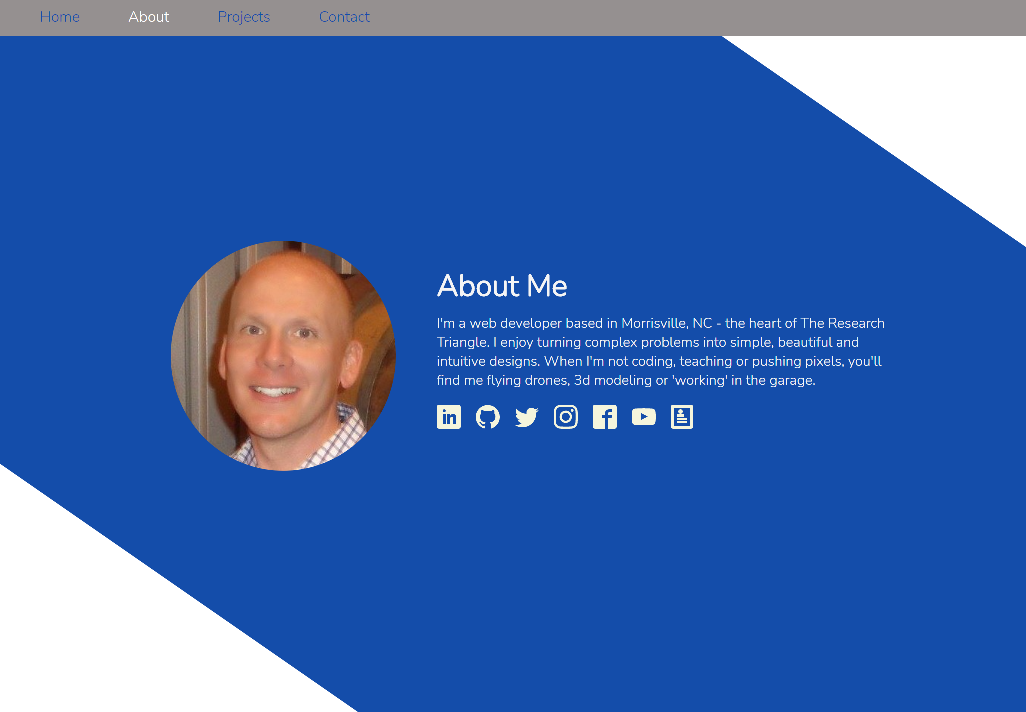 Home About Projects Contact
About Me
I'm a web developer based in Morrisville, NC - the heart of The Research
Triangle. I enjoy turning complex problems into simple, beautiful and
intuitive designs. When I'm not coding, teaching or pushing pixels, you'll
find me flying drones, 3d modeling or 'working' in the garage.
in